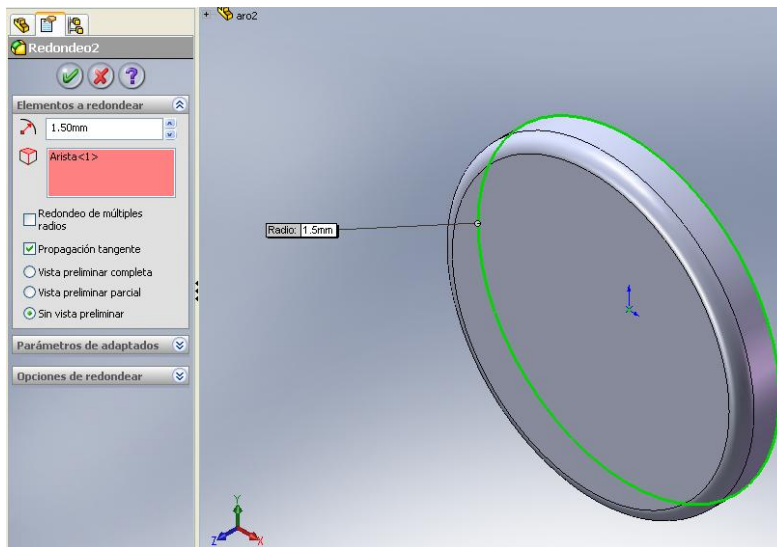 aro2
Redondeo2
Elementos a redondear
1.50mm
Arista<1>
Redondeo de múltiples
radios
Propagación tangente
Vista preliminar completa
Vista preliminar parcial
Sin vista preliminar
Parámetros de adaptados
Opciones de redondear
Radio: 1.5mm
Y
Z
X